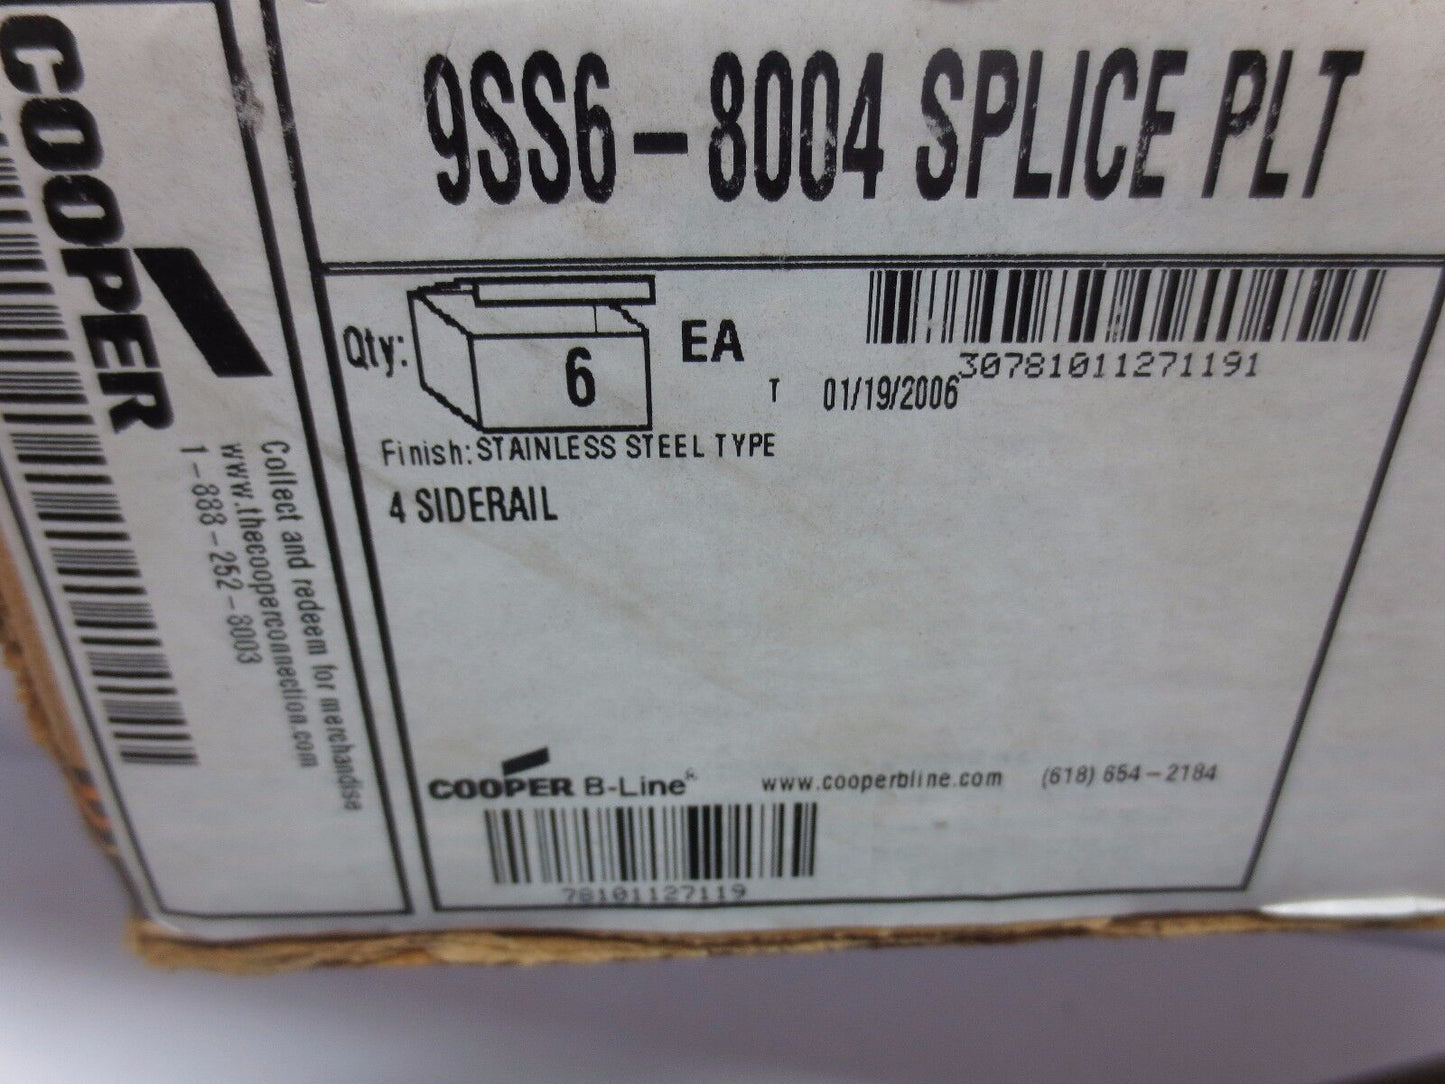 9SS6-8004 SPLICE PLT
Qty: 6 EA
30781011271191
T 01/19/2006
Finish: STAINLESS STEEL TYPE
4 SIDERAIL
COOPER B-Line® www.cooperbline.com (618) 654-2184
78101127119
COOPER
Collect and redeem for merchandise
www.thecooperconnection.com
1-888-252-8003